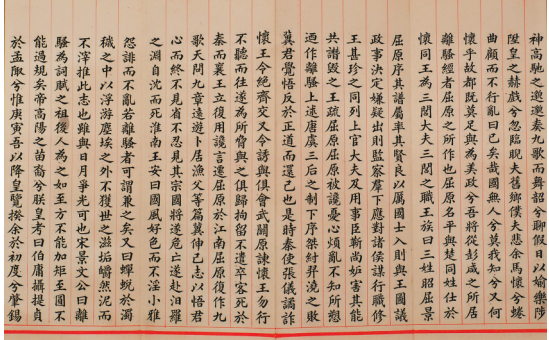 神高馳之邈邈奏九歌而舞韶兮聊假日以媮樂陟
陞皇之赫戲兮忽臨睨夫舊鄉僕夫悲余馬懷兮蜷
曲顧而不行亂曰已矣哉國無人兮莫我知兮又何
懷乎故都既莫足與為美政兮吾將從彭咸之所居
離騷經者屈原之所作也屈原名平與楚同姓仕於
懷同王為三閭大夫三閭之職王族曰三姓昭屈景
屈原序其譜屬率其賢良以厲國士入則與王國議
政事決定嫌疑出則監察群下應對諸侯謀行職修
王甚珍之同列上官大夫及用事臣靳尚妬害其能
共譖毀之王疏屈原屈原被讒憂心煩亂不知所愬
迺作離騷上述唐虞三后之制下序桀紂羿澆之敗
冀君覺悟反於正道而還己也是時秦使張儀譎詐
懷王令絕齊交又令誘與俱會武關原諫懷王勿行
不聽而往遂為所脅與之俱歸拘留不遣卒客死於
秦而襄王立復用讒言遷屈原屈原復作九
歌天問九章遠遊卜居漁父等篇冀伸己志以悟君
心而終不見省不忍見其宗國將遂危亡遂赴汨羅
之淵自沈而死淮南王安曰國風好色而不淫小雅
怨誹而不亂若離騷者可謂兼之矣又曰蟬蛻於濁
穢之中以浮游塵埃之外不獲世之滋垢皭然泥而
不滓推此志也雖與日月爭光可也宋景文公曰離
騷為詞賦之祖後人為之如至方不能加矩至圓不
能過規矣帝高陽之苗裔兮朕皇考曰伯庸攝提貞
於孟陬兮惟庚寅吾以降皇覽揆余於初度兮肇錫